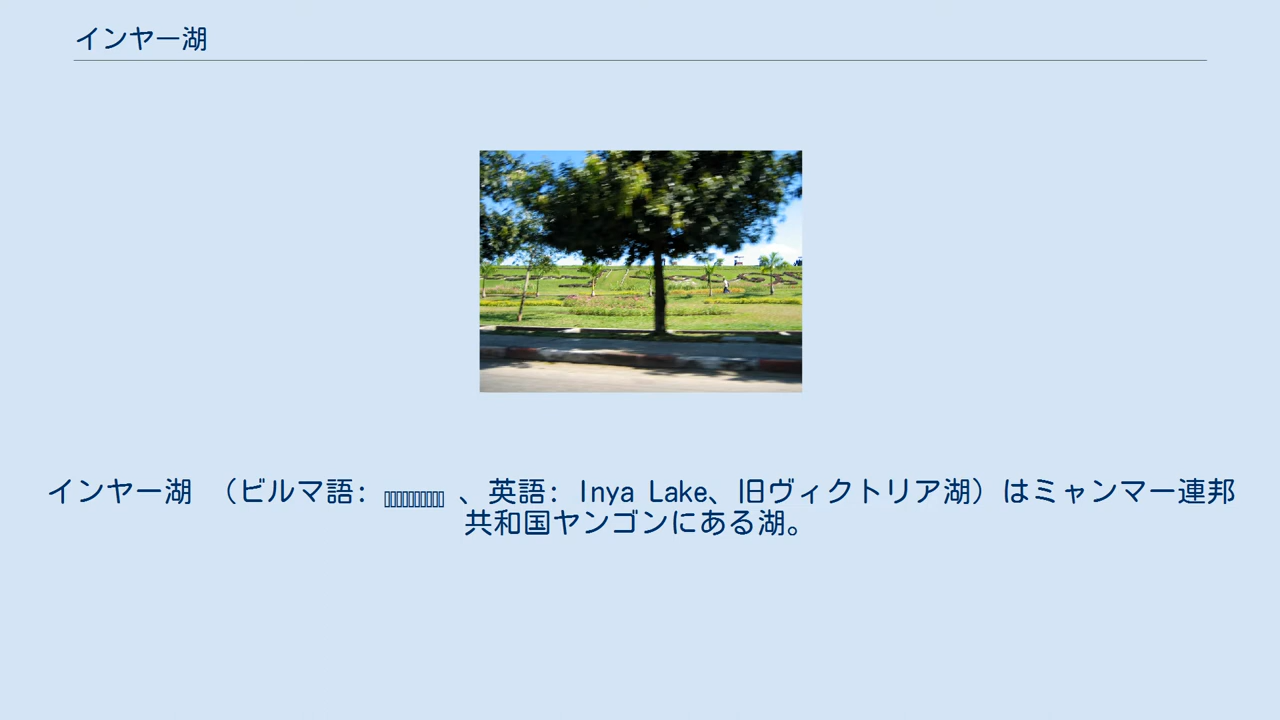 インヤー湖
インヤー湖 （ビルマ語: 、英語: Inya Lake、旧ヴィクトリア湖）はミャンマー連邦
共和国ヤンゴンにある湖。